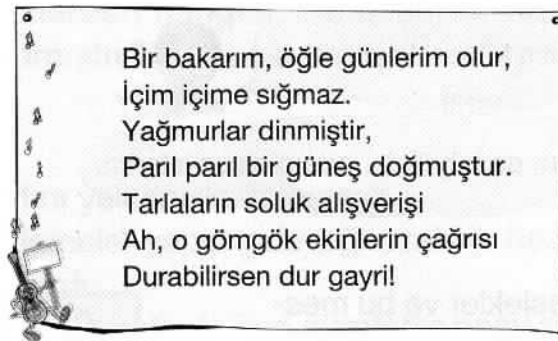 Bir bakarım, öğle günlerim olur,
İçim içime sığmaz.
Yağmurlar dinmiştir,
Parıl parıl bir güneş doğmuştur.
Tarlaların soluk alışverişi
Ah, o gömgök ekinlerin çağrısı
Durabilirsen dur gayri!